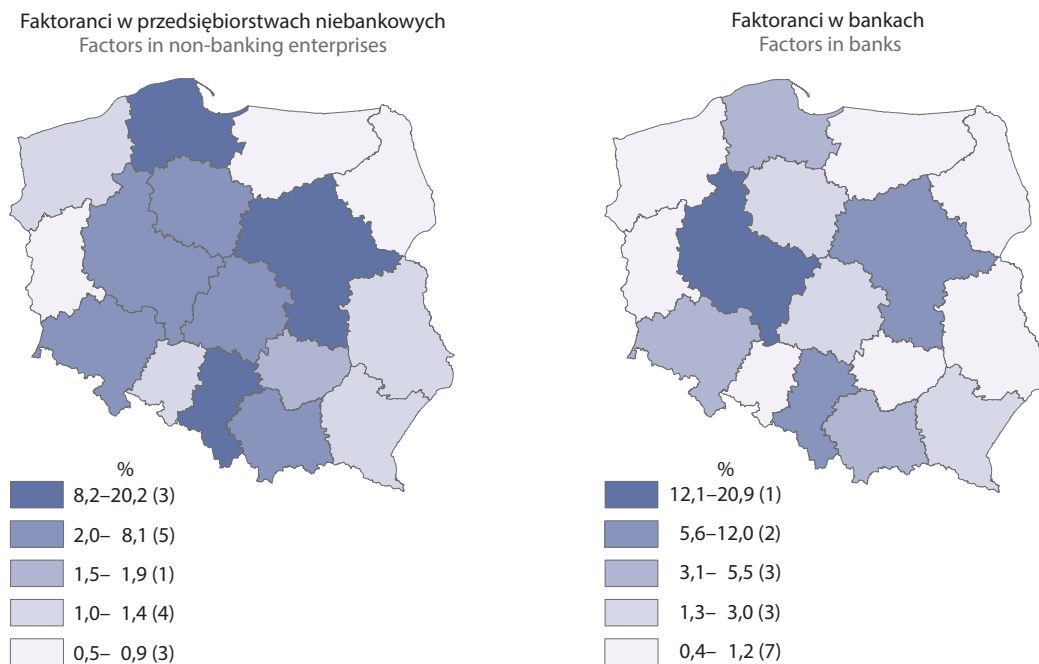 Faktoranci w przedsiębiorstwach niebankowych
Factors in non-banking enterprises
%
8,2–20,2 (3)
2,0– 8,1 (5)
1,5– 1,9 (1)
1,0– 1,4 (4)
0,5– 0,9 (3)
Faktoranci w bankach
Factors in banks
%
12,1–20,9 (1)
5,6–12,0 (2)
3,1– 5,5 (3)
1,3– 3,0 (3)
0,4– 1,2 (7)